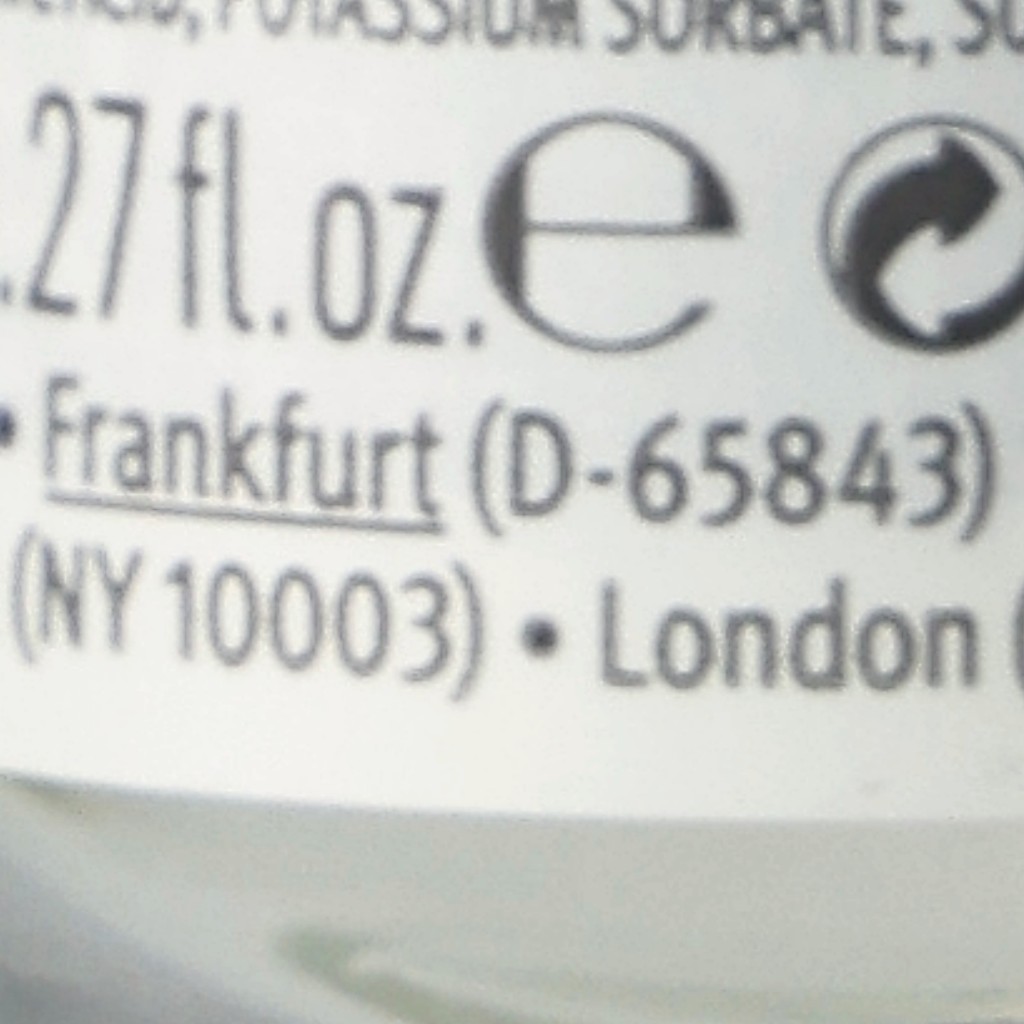 POTASSIUM SORBATE,
.27 fl.oz. e
• Frankfurt (D-65843)
(NY 10003) • London (